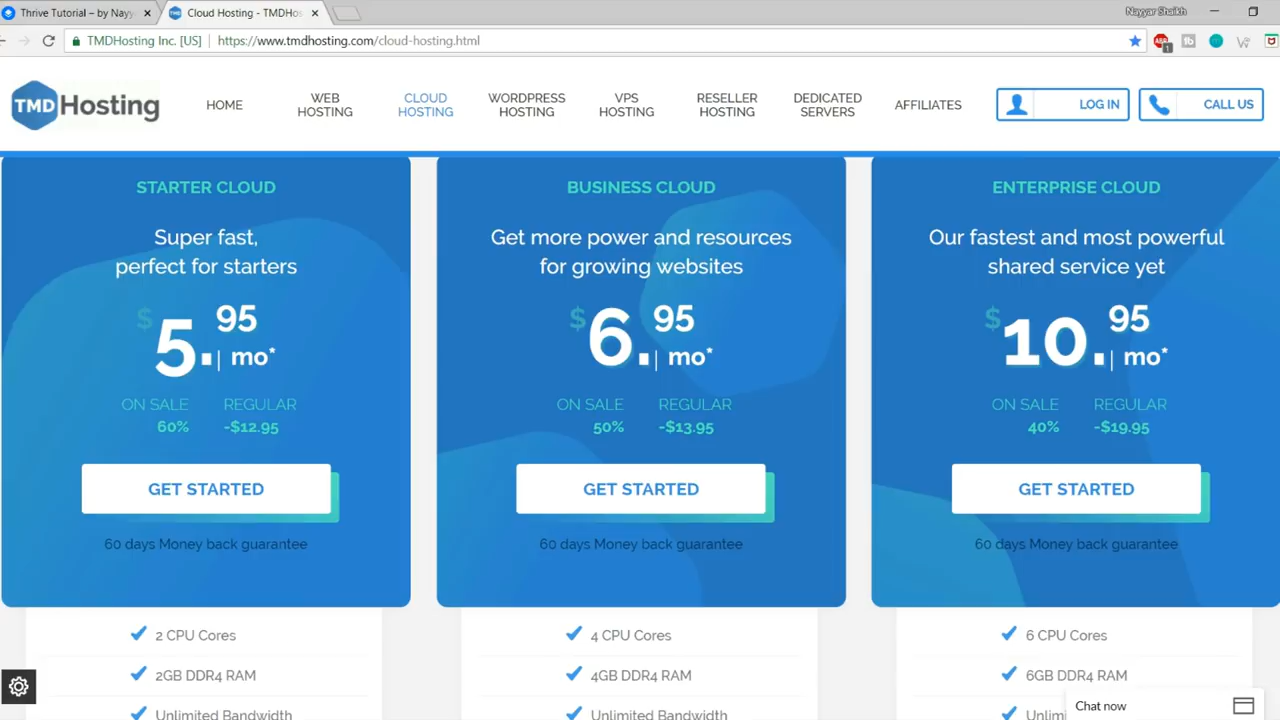 Thrive Tutorial – by Nayy
Cloud Hosting - TMDHos
Nayyar Shaikh
TMDHosting Inc. [US]
https://www.tmdhosting.com/cloud-hosting.html
TMD Hosting
HOME
WEB
HOSTING
CLOUD
HOSTING
WORDPRESS
HOSTING
VPS
HOSTING
RESELLER
HOSTING
DEDICATED
SERVERS
AFFILIATES
LOG IN
CALL US
STARTER CLOUD
Super fast,
perfect for starters
$5.95 | mo*
ON SALE REGULAR
60% -$12.95
GET STARTED
60 days Money back guarantee
2 CPU Cores
2GB DDR4 RAM
Unlimited Bandwidth
BUSINESS CLOUD
Get more power and resources
for growing websites
$6.95 | mo*
ON SALE REGULAR
50% -$13.95
GET STARTED
60 days Money back guarantee
4 CPU Cores
4GB DDR4 RAM
Unlimited Bandwidth
ENTERPRISE CLOUD
Our fastest and most powerful
shared service yet
$10.95 | mo*
ON SALE REGULAR
40% -$19.95
GET STARTED
60 days Money back guarantee
6 CPU Cores
6GB DDR4 RAM
Unlimi
Chat now